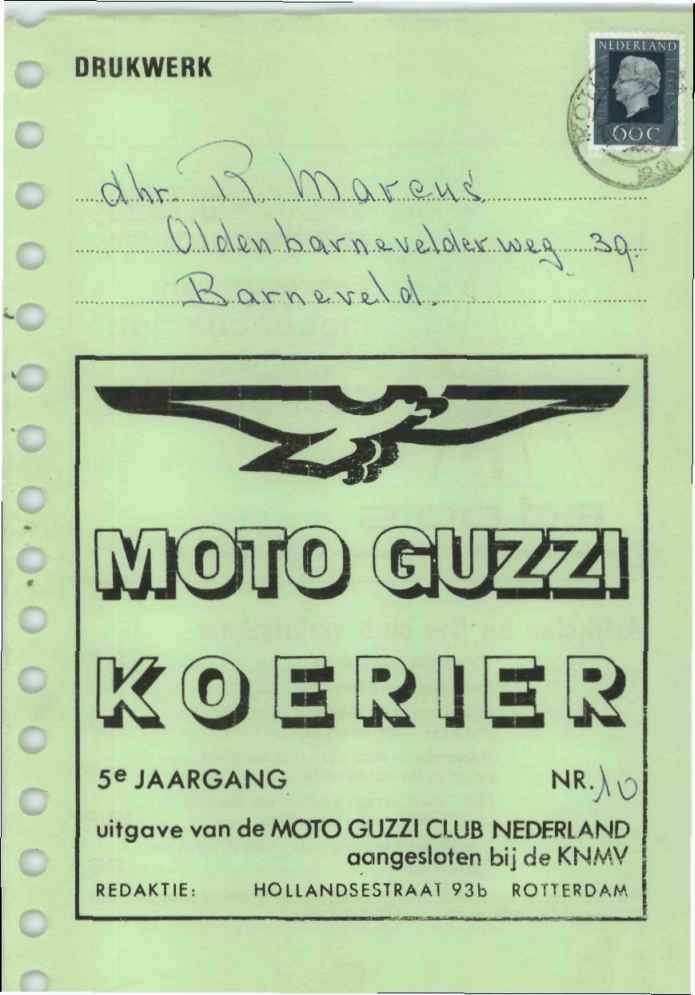 DRUKWERK
NEDERLAND
60c
dhr. R. Marcus
Oldenbarnevelderweg 39.
Barneveld.
MOTO GUZZI
KOERIER
5e JAARGANG NR. 10
uitgave van de MOTO GUZZI CLUB NEDERLAND
aangesloten bij de KNMV
REDAKTIE: HOLLANDSESTRAAT 93b ROTTERDAM